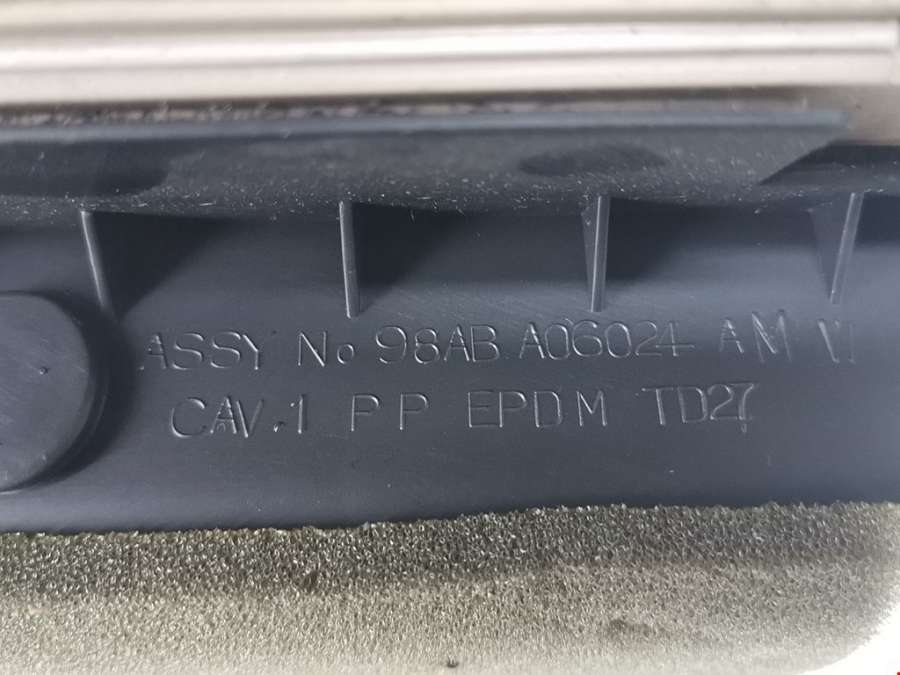 ASSY No 98AB A06024 AM
CAV.1 PP EPDM TD27